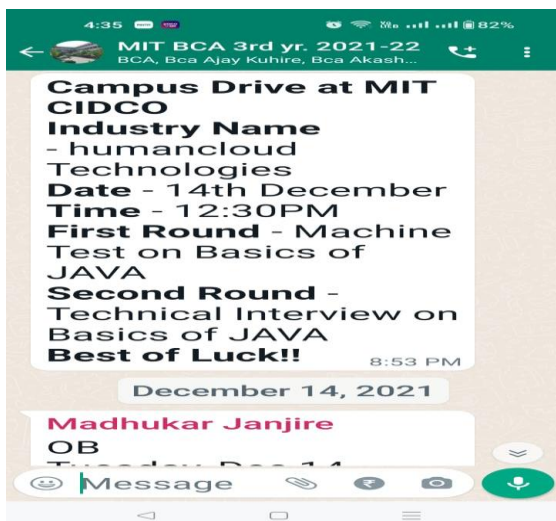 4:35 82%
MIT BCA 3rd yr. 2021-22
BCA, Bca Ajay Kuhire, Bca Akash...
Campus Drive at MIT
CIDCO
Industry Name
- humancloud
Technologies
Date - 14th December
Time - 12:30PM
First Round - Machine
Test on Basics of
JAVA
Second Round -
Technical Interview on
Basics of JAVA
Best of Luck!! 8:53 PM
December 14, 2021
Madhukar Janjire
OB
Tuesday Dec 14
Message